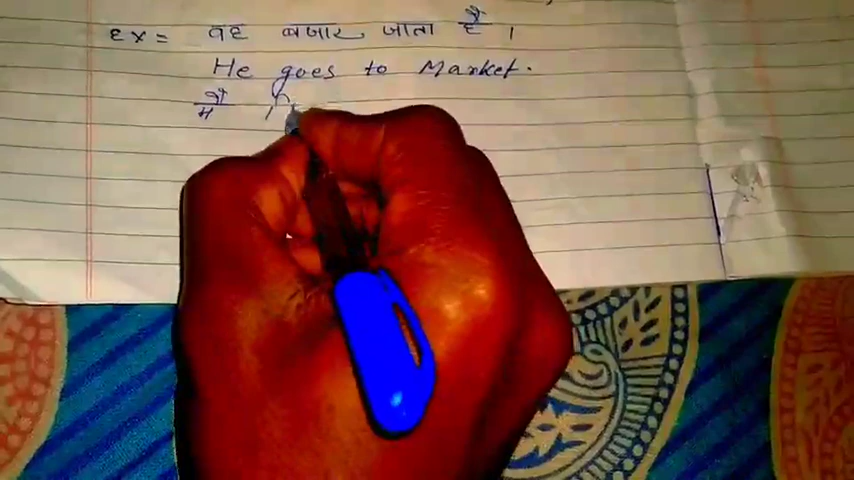 Ex = वह बजार जाता है ।
He goes to Market.
मै